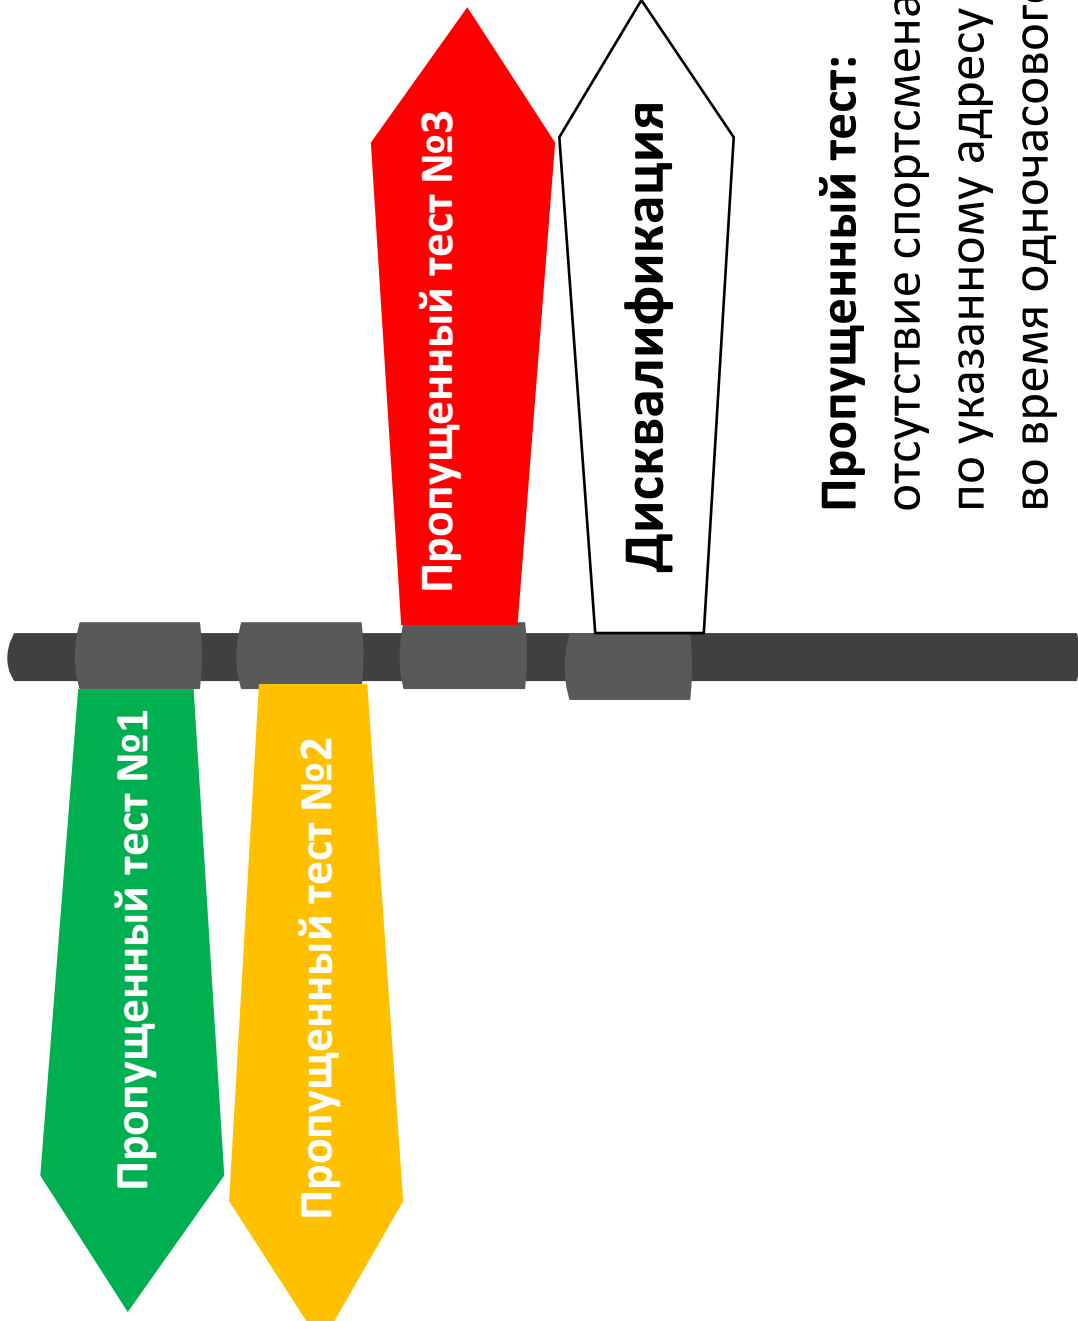 Пропущенный тест №1
Пропущенный тест №2
Пропущенный тест №3
Дисквалификация
Пропущенный тест:
отсутствие спортсмена
по указанному адресу
во время одночасового